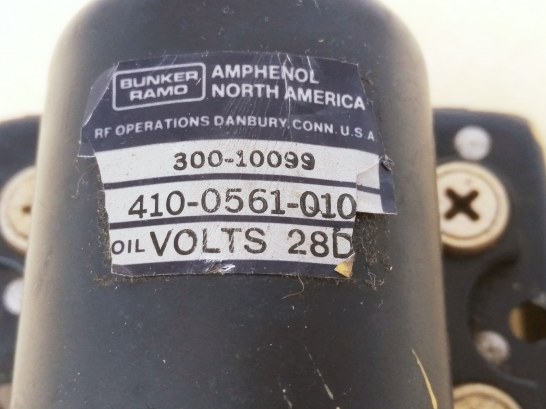 BUNKER
RAMO
AMPHENOL
NORTH AMERICA
RF OPERATIONS DANBURY, CONN. U.S.A
300-10099
410-0561-010
OIL VOLTS 28D